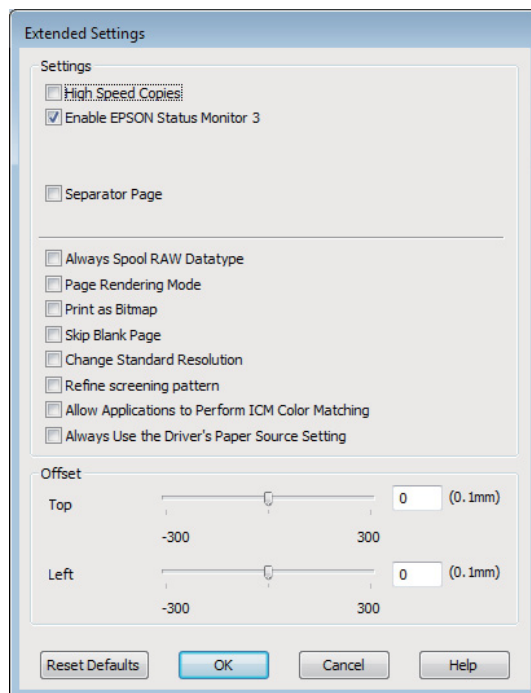 Extended Settings
Settings
High Speed Copies
Enable EPSON Status Monitor 3
Separator Page
Always Spool RAW Datatype
Page Rendering Mode
Print as Bitmap
Skip Blank Page
Change Standard Resolution
Refine screening pattern
Allow Applications to Perform ICM Color Matching
Always Use the Driver's Paper Source Setting
Offset
Top 0 (0.1mm)
-300 300
Left 0 (0.1mm)
-300 300
Reset Defaults OK Cancel Help